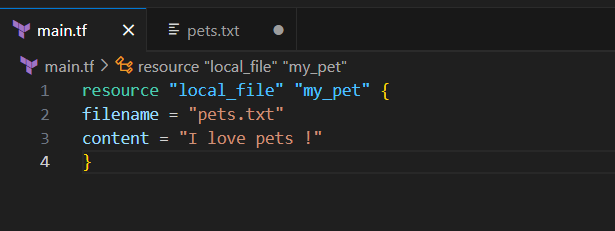 main.tf
pets.txt
main.tf > resource "local_file" "my_pet"
1 resource "local_file" "my_pet" {
2 filename = "pets.txt"
3 content = "I love pets !"
4 }